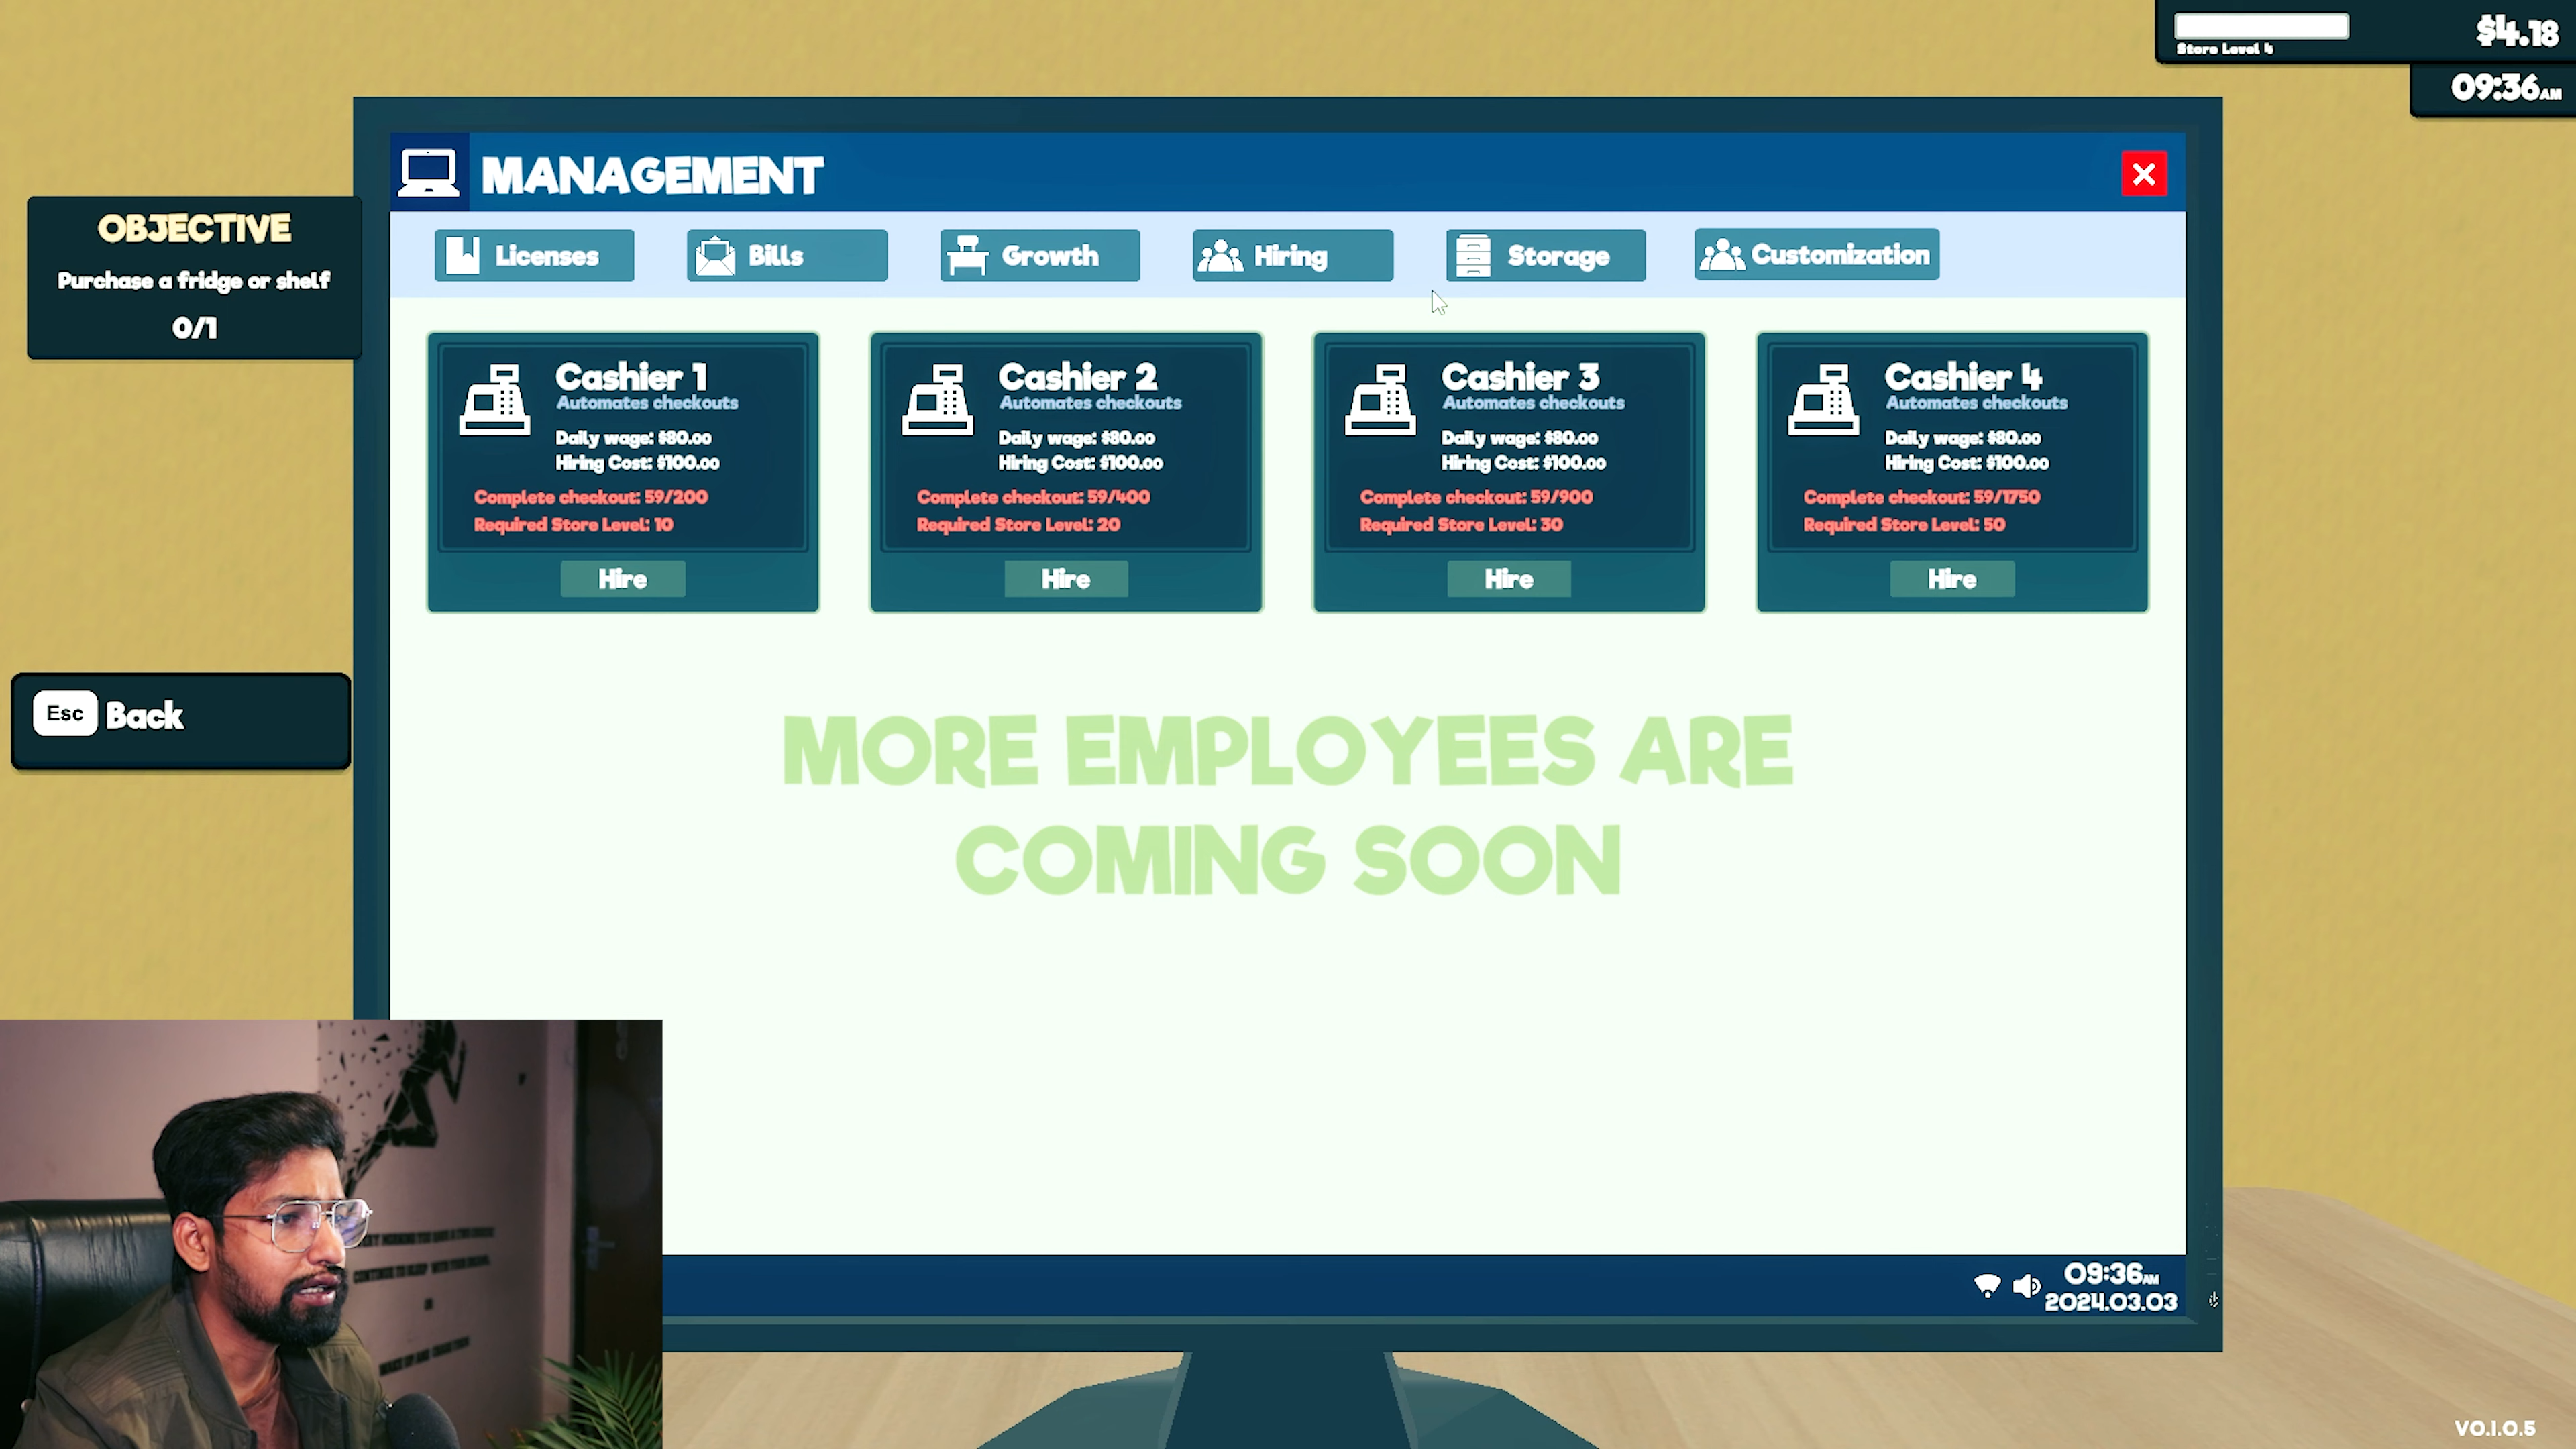 Store Level 4
$4.18
09:36AM
MANAGEMENT
OBJECTIVE
Purchase a fridge or shelf
0/1
Licenses
Bills
Growth
Hiring
Storage
Customization
Cashier 1
Automates checkouts
Daily wage: $80.00
Hiring Cost: $100.00
Complete checkout: 59/200
Required Store Level: 10
Hire
Cashier 2
Automates checkouts
Daily wage: $80.00
Hiring Cost: $100.00
Complete checkout: 59/400
Required Store Level: 20
Hire
Cashier 3
Automates checkouts
Daily wage: $80.00
Hiring Cost: $100.00
Complete checkout: 59/900
Required Store Level: 30
Hire
Cashier 4
Automates checkouts
Daily wage: $80.00
Hiring Cost: $100.00
Complete checkout: 59/1750
Required Store Level: 50
Hire
Esc Back
MORE EMPLOYEES ARE
COMING SOON
09:36AM
2024.03.03
V0.1.0.5